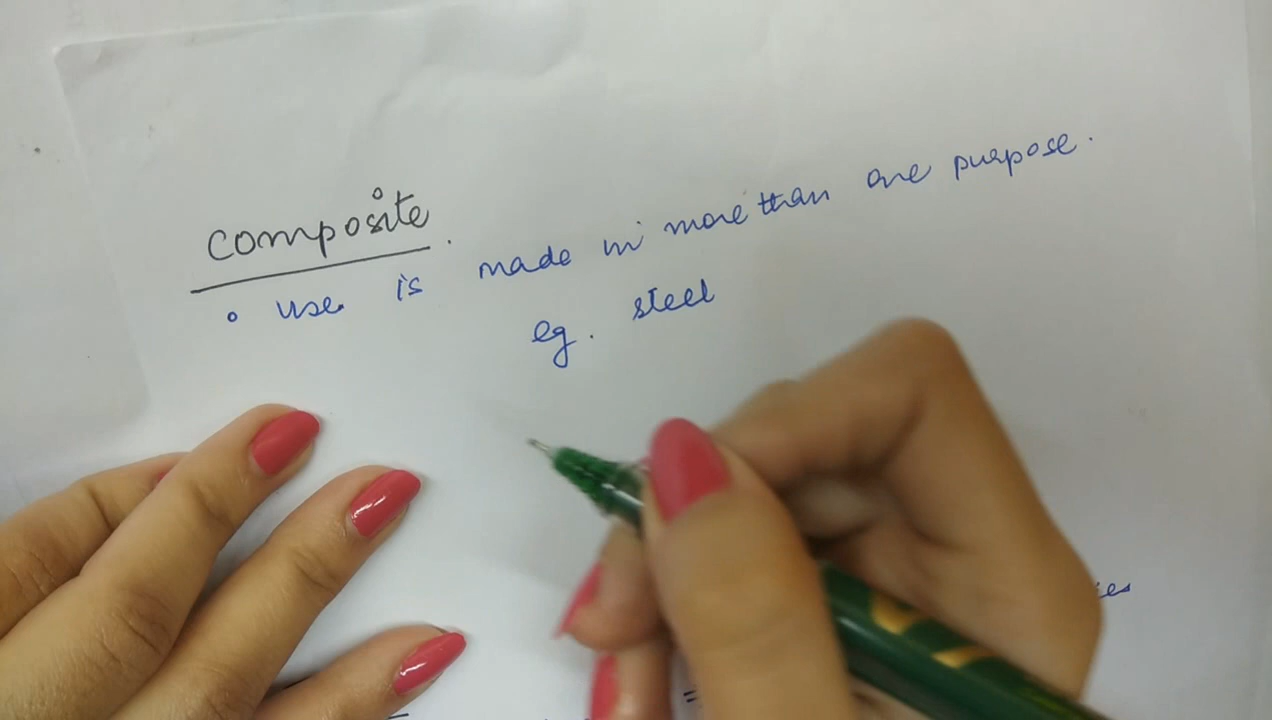 composite.
• use is made in more than one purpose.
eg. steel